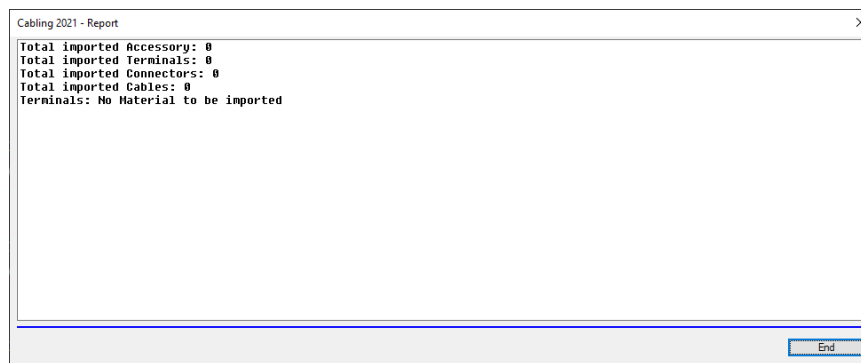 Cabling 2021 - Report
Total imported Accessory: 0
Total imported Terminals: 0
Total imported Connectors: 0
Total imported Cables: 0
Terminals: No Material to be imported
End